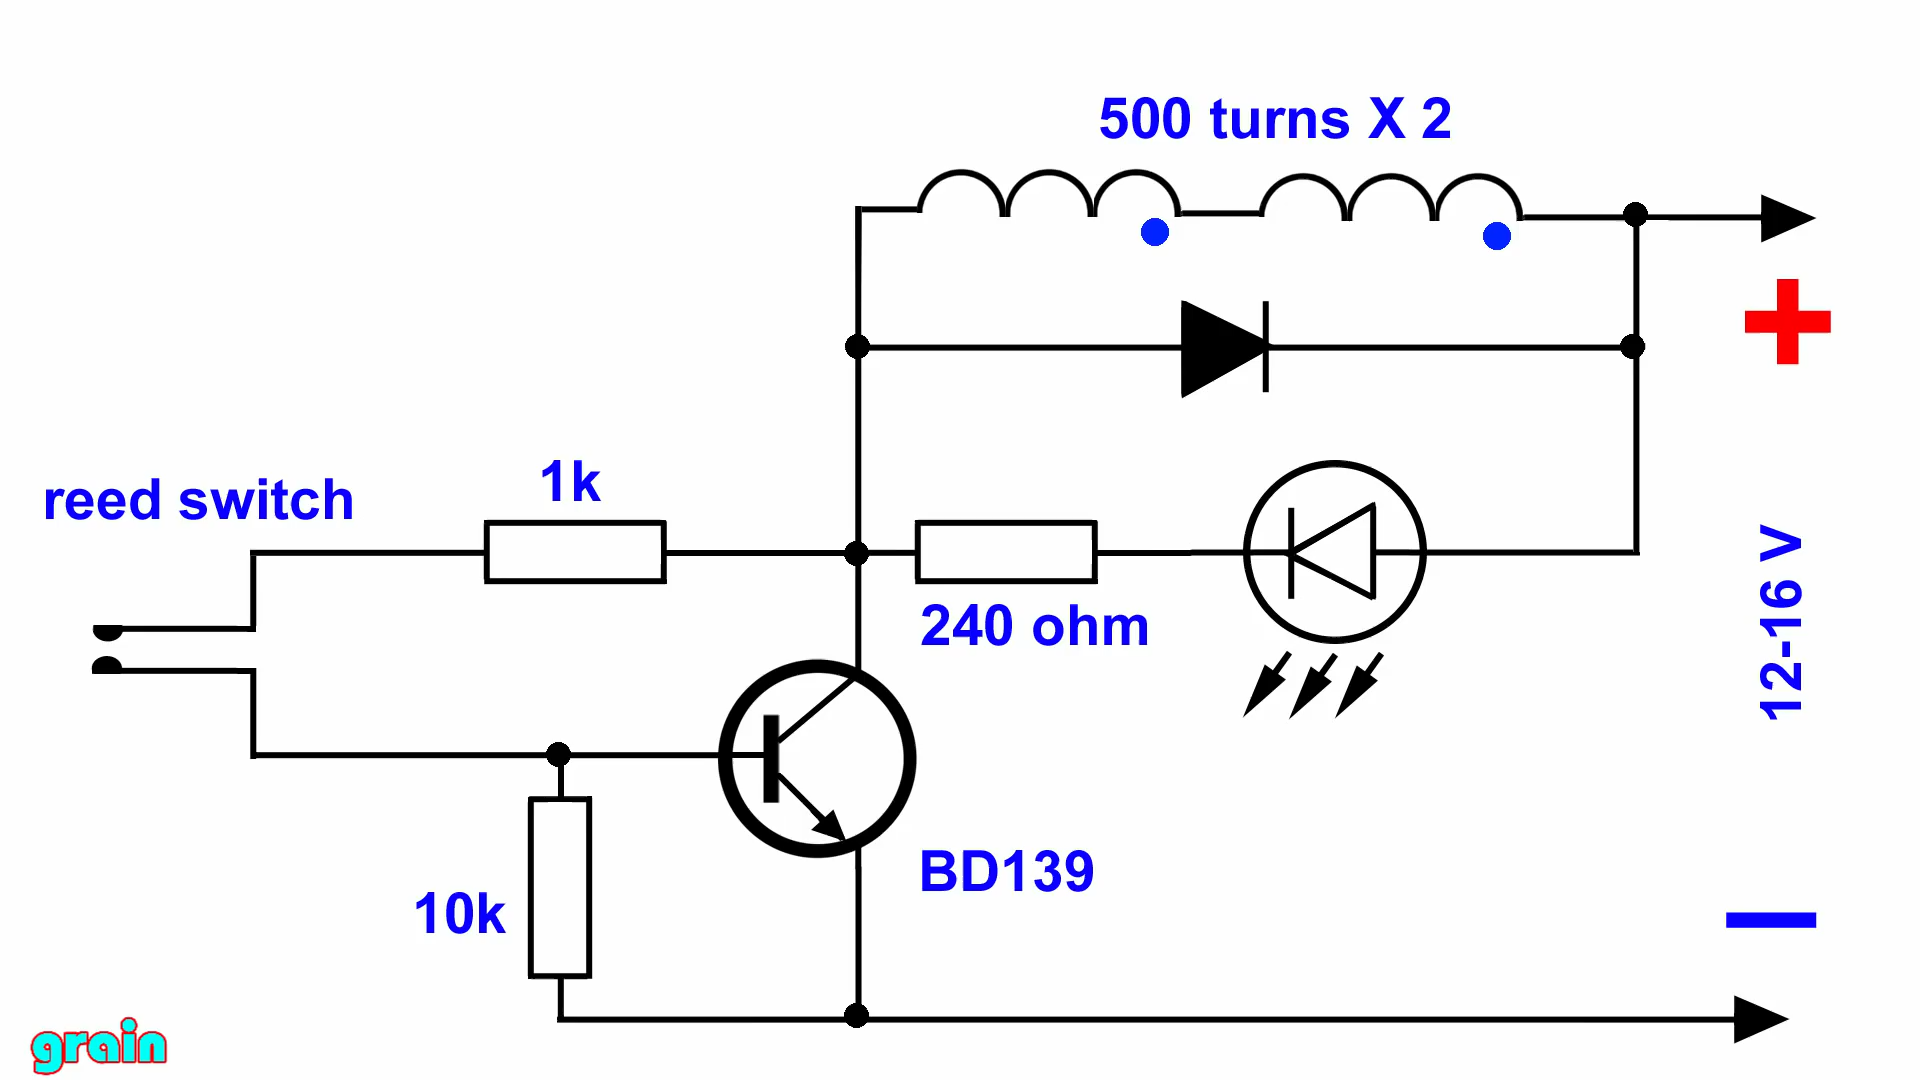 500 turns X 2
+
reed switch
1k
240 ohm
12-16 V
BD139
10k
−
grain